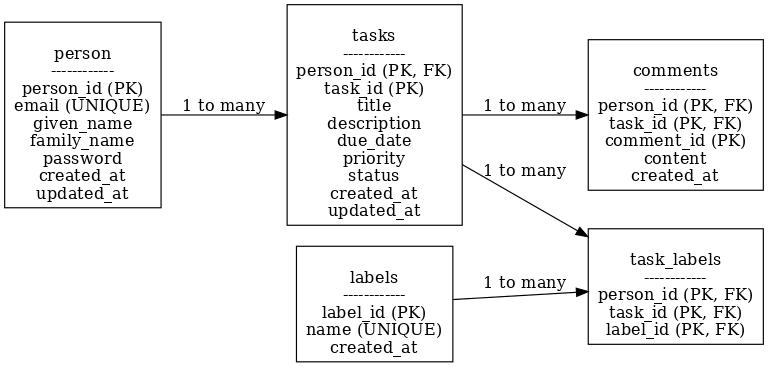 person
------------
person_id (PK)
email (UNIQUE)
given_name
family_name
password
created_at
updated_at
1 to many
tasks
------------
person_id (PK, FK)
task_id (PK)
title
description
due_date
priority
status
created_at
updated_at
1 to many
1 to many
comments
------------
person_id (PK, FK)
task_id (PK, FK)
comment_id (PK)
content
created_at
labels
------------
label_id (PK)
name (UNIQUE)
created_at
1 to many
task_labels
------------
person_id (PK, FK)
task_id (PK, FK)
label_id (PK, FK)